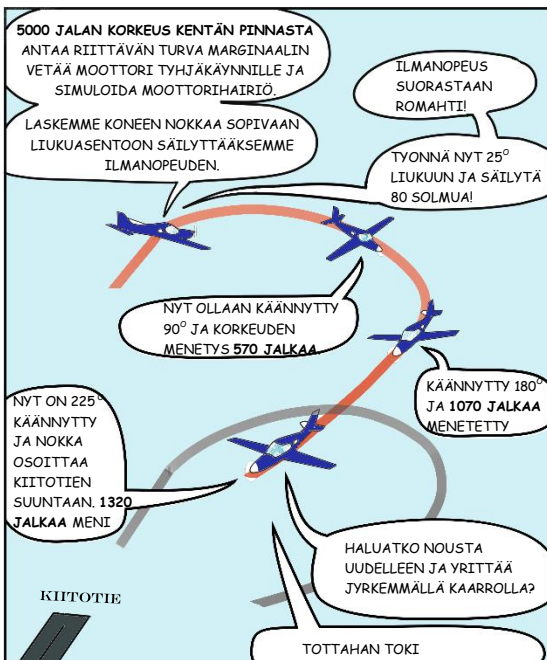 5000 JALAN KORKEUS KENTÄN PINNASTA
ANTAA RIITTÄVÄN TURVA MARGINAALIN
VETÄÄ MOOTTORI TYHJÄKÄYNNILLE JA
SIMULOIDA MOOTTORIHAIRIÖ.
LASKEMME KONEEN NOKKAA SOPIVAAN
LIUKUASENTOON SÄILYTTÄÄKSEMME
ILMANOPEUDEN.
ILMANOPEUS
SUORASTAAN
ROMAHTI!
TYONNÄ NYT 25°
LIUKUUN JA SÄILYTÄ
80 SOLMUA!
NYT OLLAAN KÄÄNNYTTY
90° JA KORKEUDEN
MENETYS 570 JALKAA.
KÄÄNNYTTY 180°
JA 1070 JALKAA
MENETETTY
NYT ON 225°
KÄÄNNYTTY
JA NOKKA
OSOITTAA
KIITOTIEN
SUUNTAAN. 1320
JALKAA MENI
HALUATKO NOUSTA
UUDELLEEN JA YRITTÄÄ
JYRKEMMÄLLÄ KAARROLLA?
KIITOTIE
TOTTAHAN TOKI